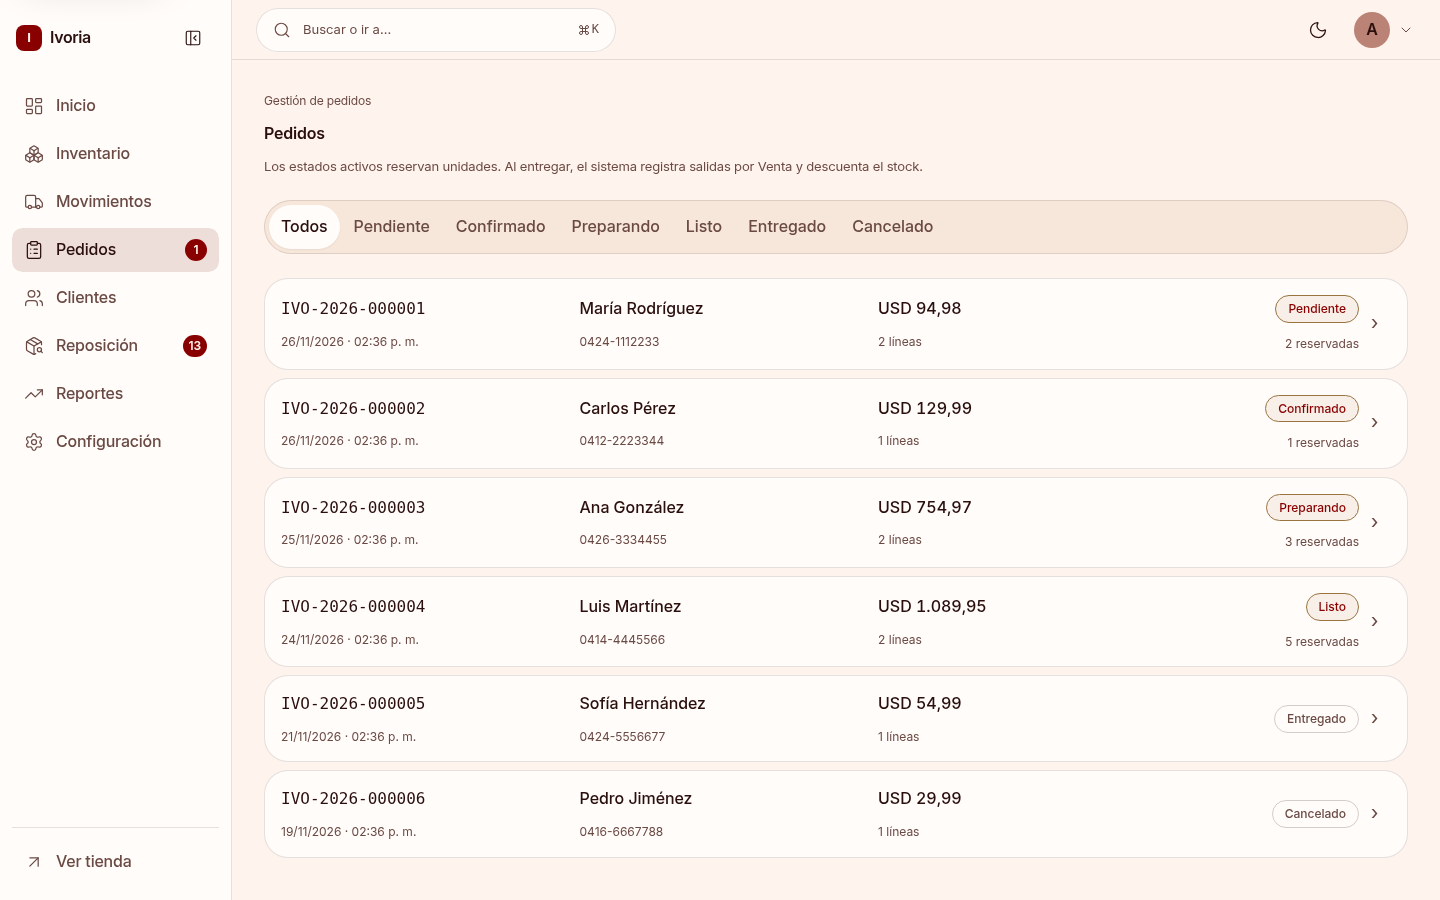 I Ivoria
Buscar o ir a... ⌘K
A
Inicio
Inventario
Movimientos
Pedidos 1
Clientes
Reposición 13
Reportes
Configuración
Ver tienda
Gestión de pedidos
Pedidos
Los estados activos reservan unidades. Al entregar, el sistema registra salidas por Venta y descuenta el stock.
Todos Pendiente Confirmado Preparando Listo Entregado Cancelado
IVO-2026-000001 María Rodríguez USD 94,98 Pendiente
26/11/2026 · 02:36 p. m. 0424-1112233 2 líneas 2 reservadas
IVO-2026-000002 Carlos Pérez USD 129,99 Confirmado
26/11/2026 · 02:36 p. m. 0412-2223344 1 líneas 1 reservadas
IVO-2026-000003 Ana González USD 754,97 Preparando
25/11/2026 · 02:36 p. m. 0426-3334455 2 líneas 3 reservadas
IVO-2026-000004 Luis Martínez USD 1.089,95 Listo
24/11/2026 · 02:36 p. m. 0414-4445566 2 líneas 5 reservadas
IVO-2026-000005 Sofía Hernández USD 54,99 Entregado
21/11/2026 · 02:36 p. m. 0424-5556677 1 líneas
IVO-2026-000006 Pedro Jiménez USD 29,99 Cancelado
19/11/2026 · 02:36 p. m. 0416-6667788 1 líneas